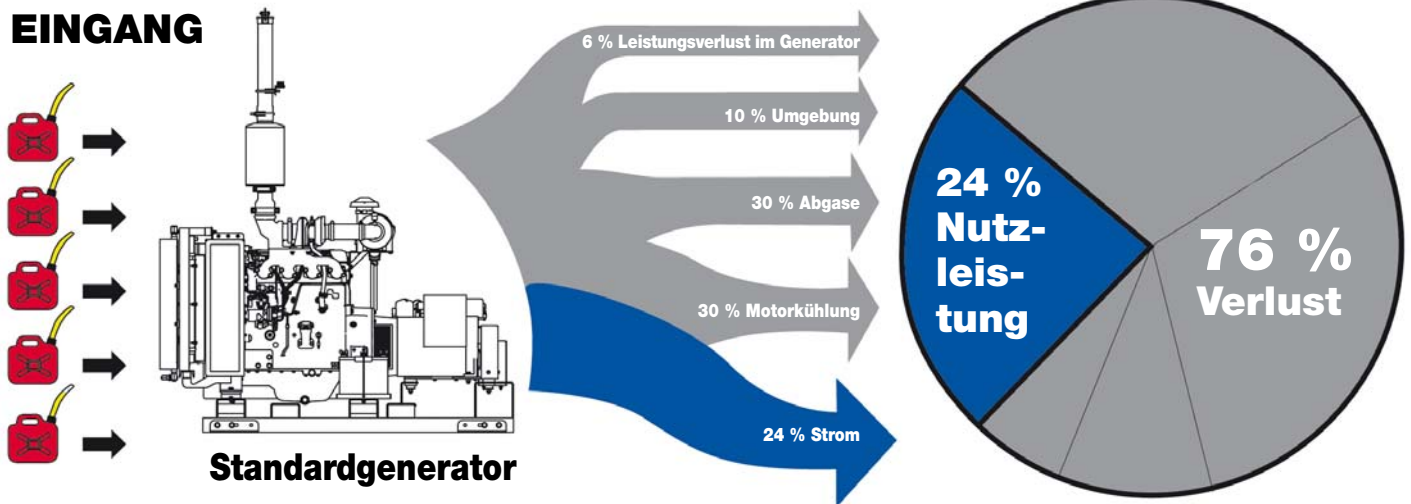 EINGANG
6 % Leistungsverlust im Generator
10 % Umgebung
30 % Abgase
30 % Motorkühlung
24 % Strom
Standardgenerator
24 %
Nutz-
leis-
tung
76 %
Verlust